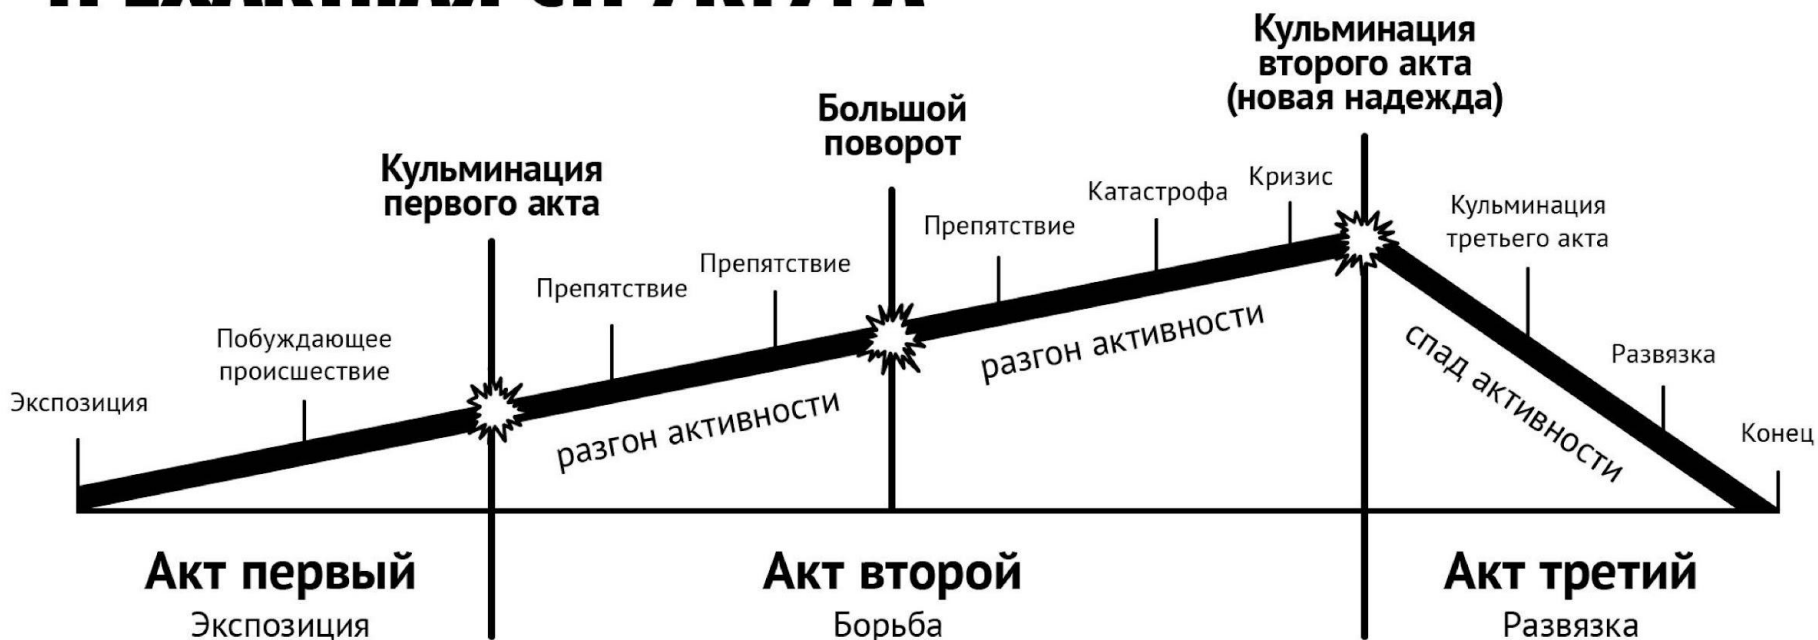 Кульминация
второго акта
(новая надежда)
Большой
поворот
Кульминация
первого акта
Кризис
Катастрофа
Кульминация
третьего акта
Препятствие
Препятствие
Препятствие
Побуждающее
происшествие
Экспозиция
Развязка
Конец
разгон активности
разгон активности
спад активности
Акт первый
Экспозиция
Акт второй
Борьба
Акт третий
Развязка